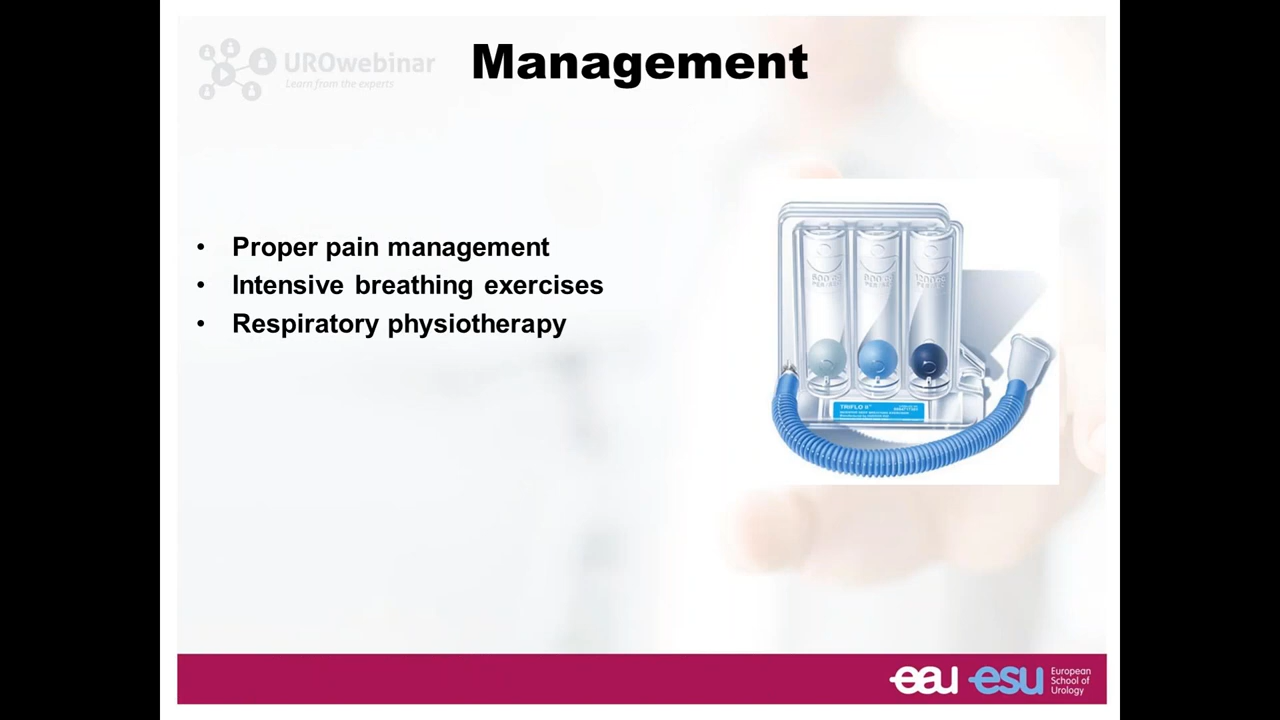 UROwebinar
Learn from the experts
Management
• Proper pain management
• Intensive breathing exercises
• Respiratory physiotherapy
TRIFLO II
eau esu European
School of
Urology